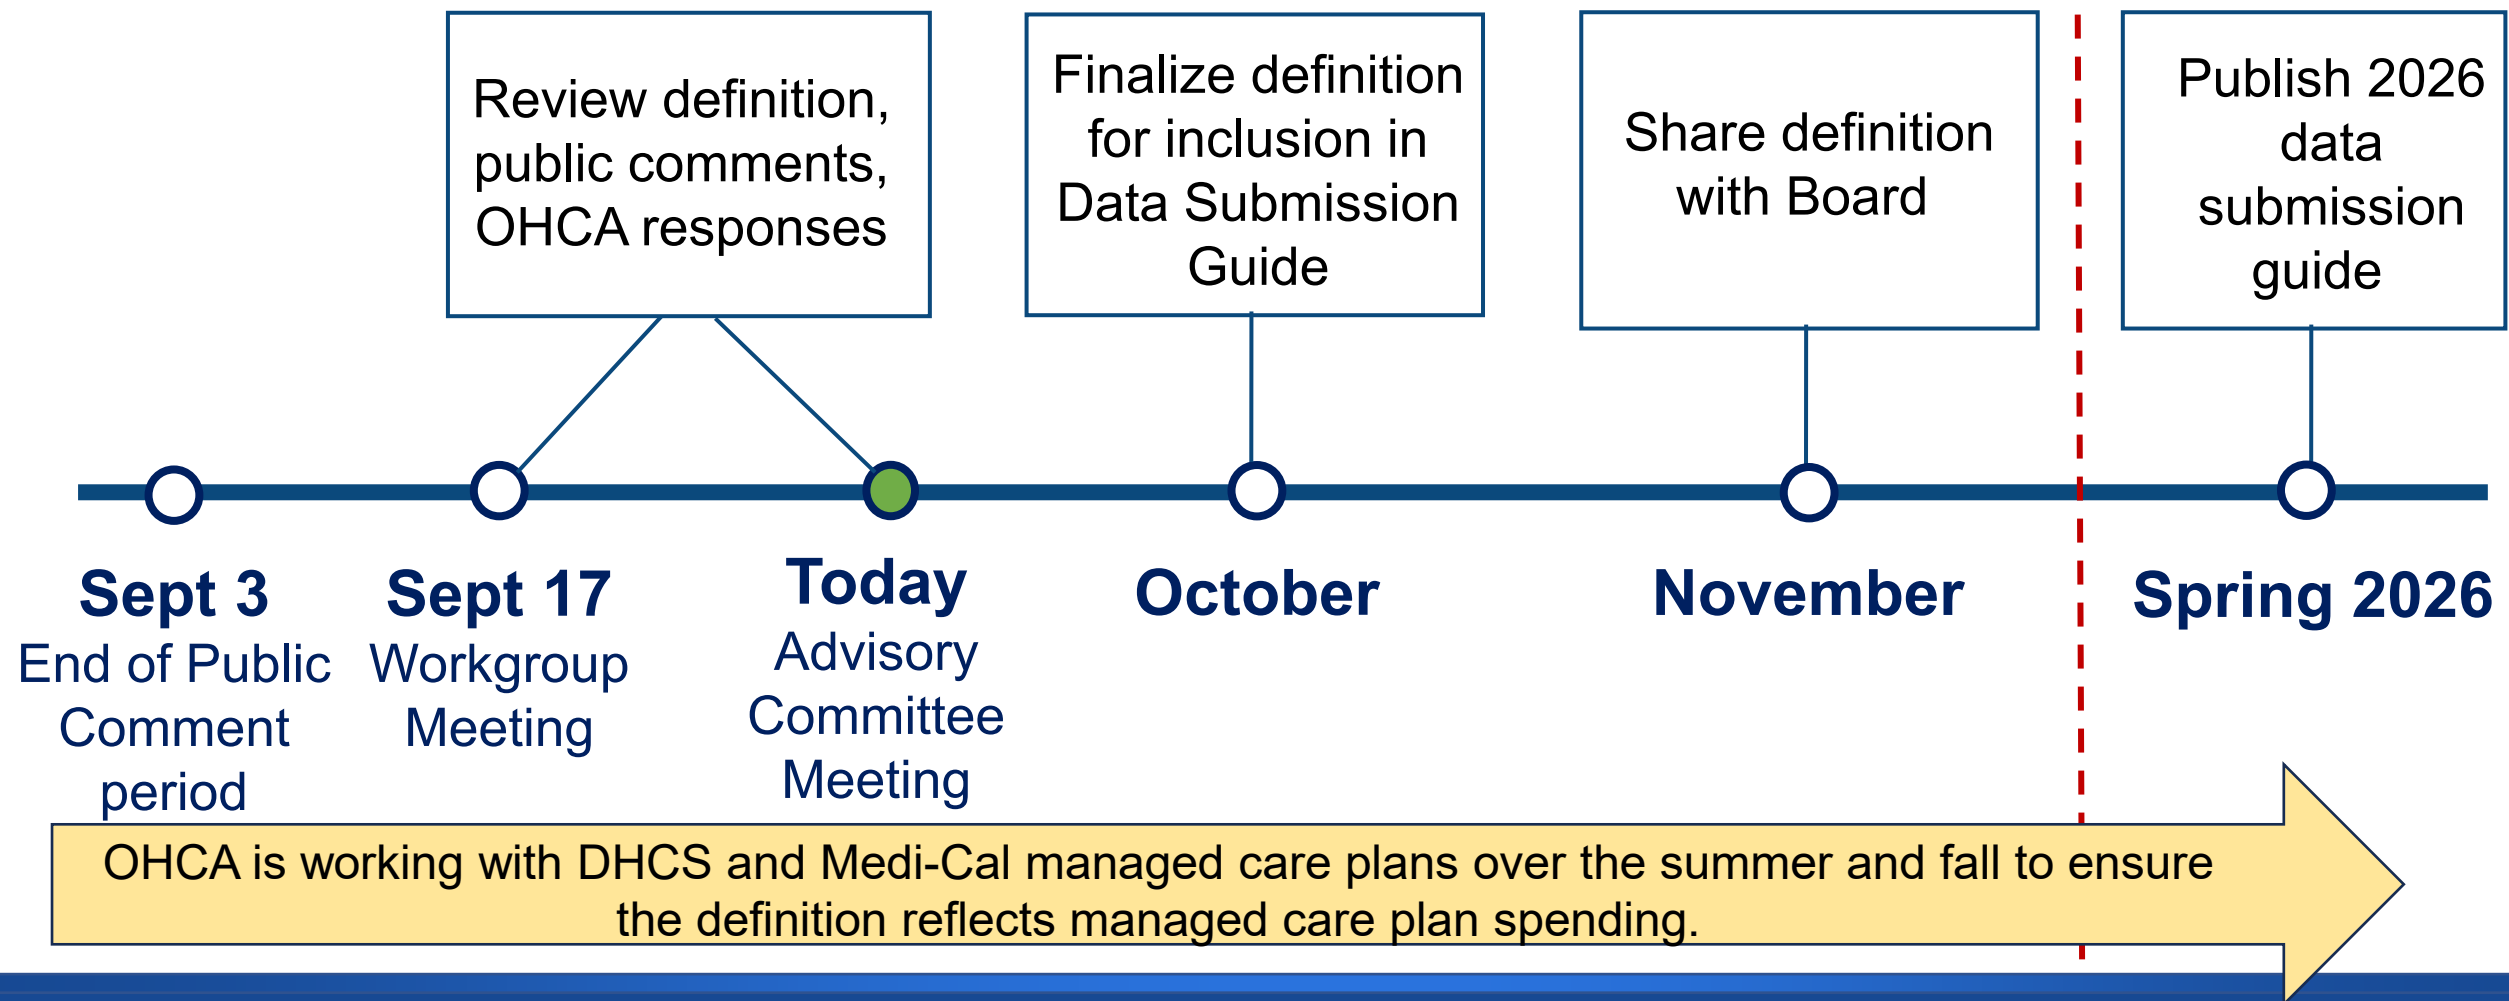 Review definition,
public comments,
OHCA responses
Finalize definition
for inclusion in
Data Submission
Guide
Share definition
with Board
Publish 2026
data
submission
guide
Sept 3
End of Public
Comment
period
Sept 17
Workgroup
Meeting
Today
Advisory
Committee
Meeting
October
November
Spring 2026
OHCA is working with DHCS and Medi-Cal managed care plans over the summer and fall to ensure
the definition reflects managed care plan spending.